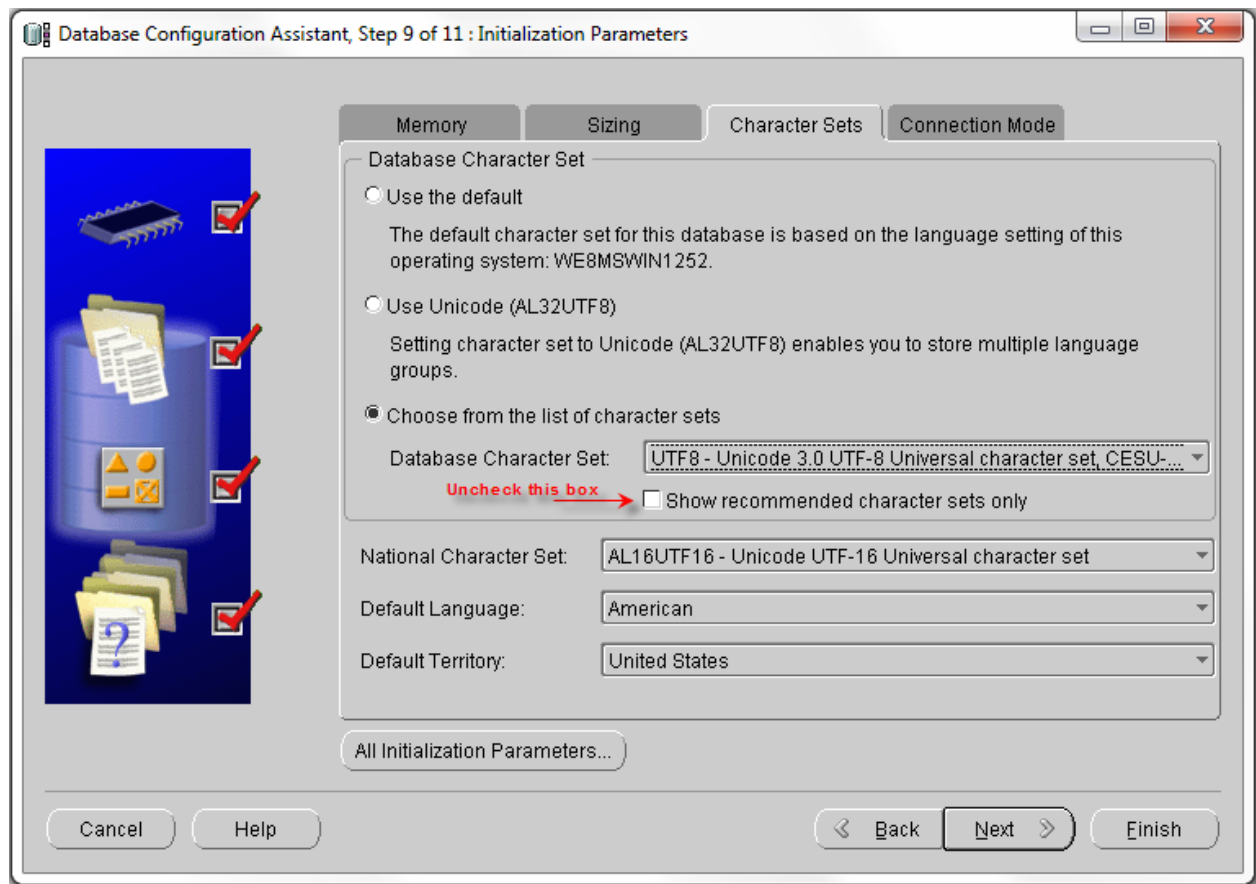 Database Configuration Assistant, Step 9 of 11 : Initialization Parameters
Memory
Sizing
Character Sets
Connection Mode
Database Character Set
Use the default
The default character set for this database is based on the language setting of this
operating system: WE8MSWIN1252.
Use Unicode (AL32UTF8)
Setting character set to Unicode (AL32UTF8) enables you to store multiple language
groups.
Choose from the list of character sets
Database Character Set:
UTF8 - Unicode 3.0 UTF-8 Universal character set, CESU-...
Uncheck this box
Show recommended character sets only
National Character Set:
AL16UTF16 - Unicode UTF-16 Universal character set
Default Language:
American
Default Territory:
United States
?
All Initialization Parameters...
Cancel
Help
Back
Next
Finish